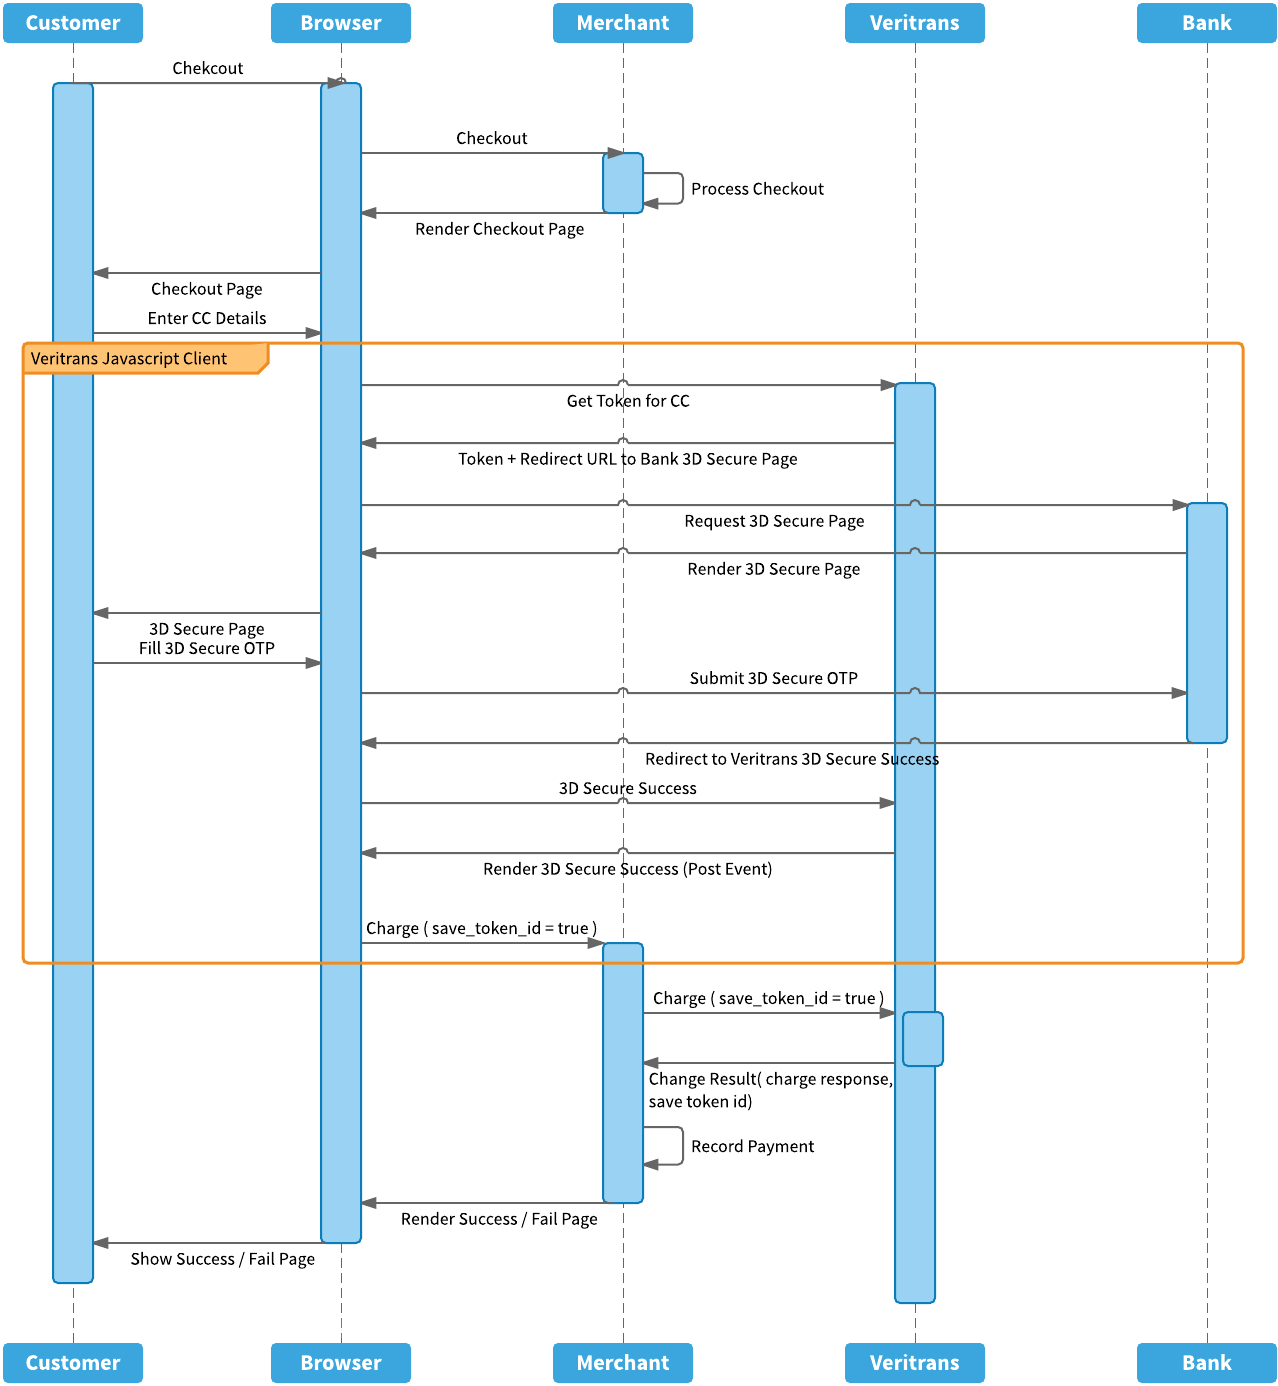 Customer
Browser
Merchant
Veritrans
Bank
Chekcout
Checkout
Process Checkout
Render Checkout Page
Checkout Page
Enter CC Details
Veritrans Javascript Client
Get Token for CC
Token + Redirect URL to Bank 3D Secure Page
Request 3D Secure Page
Render 3D Secure Page
3D Secure Page
Fill 3D Secure OTP
Submit 3D Secure OTP
Redirect to Veritrans 3D Secure Success
3D Secure Success
Render 3D Secure Success (Post Event)
Charge ( save_token_id = true )
Charge ( save_token_id = true )
Change Result( charge response,
save token id)
Record Payment
Render Success / Fail Page
Show Success / Fail Page
Customer
Browser
Merchant
Veritrans
Bank